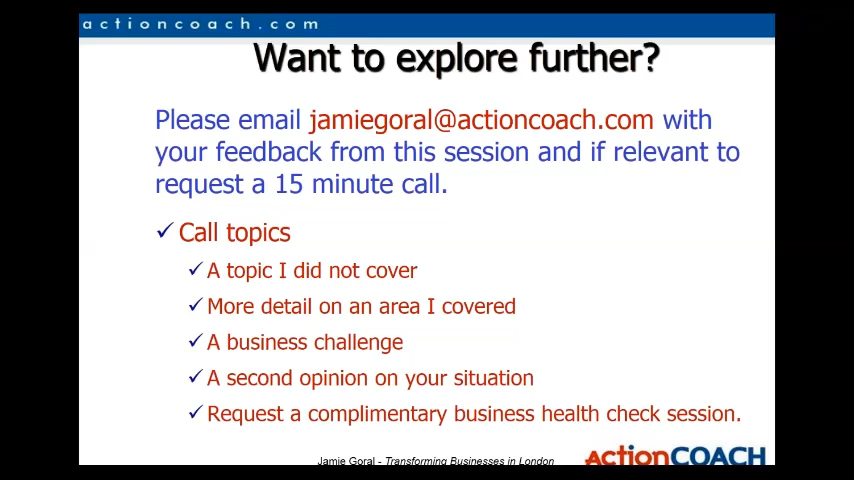 actioncoach.com
Want to explore further?
Please email jamiegoral@actioncoach.com with
your feedback from this session and if relevant to
request a 15 minute call.
✓ Call topics
✓ A topic I did not cover
✓ More detail on an area I covered
✓ A business challenge
✓ A second opinion on your situation
✓ Request a complimentary business health check session.
Jamie Goral - Transforming Businesses in London
ActionCOACH